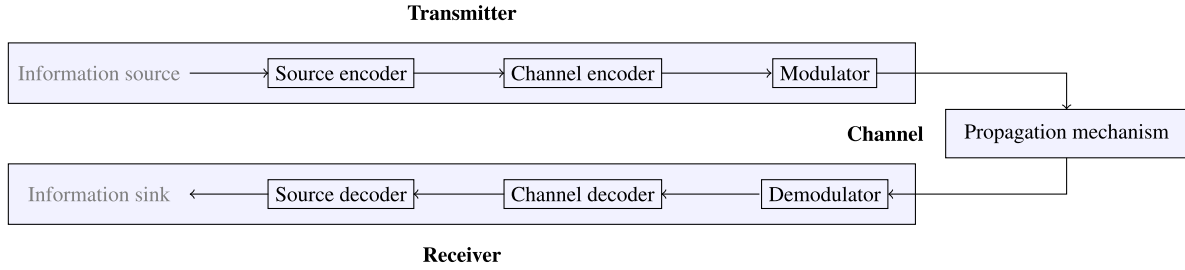 Transmitter
Information source Source encoder Channel encoder Modulator
Channel Propagation mechanism
Information sink Source decoder Channel decoder Demodulator
Receiver